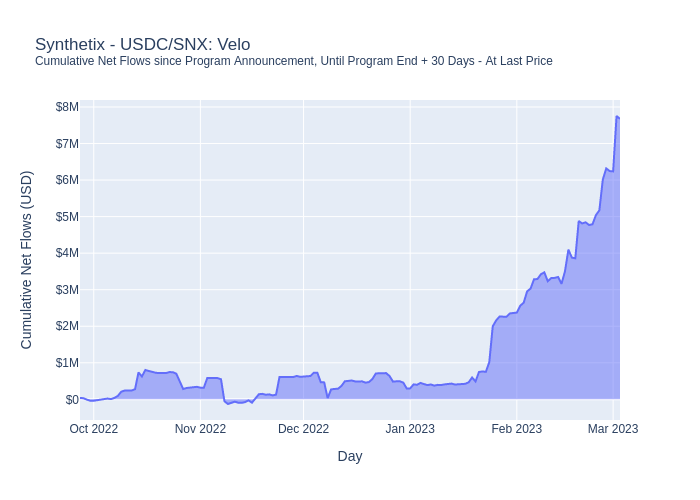 Synthetix - USDC/SNX: Velo
Cumulative Net Flows since Program Announcement, Until Program End + 30 Days - At Last Price
Cumulative Net Flows (USD)
$8M
$7M
$6M
$5M
$4M
$3M
$2M
$1M
$0
Oct 2022
Nov 2022
Dec 2022
Jan 2023
Feb 2023
Mar 2023
Day